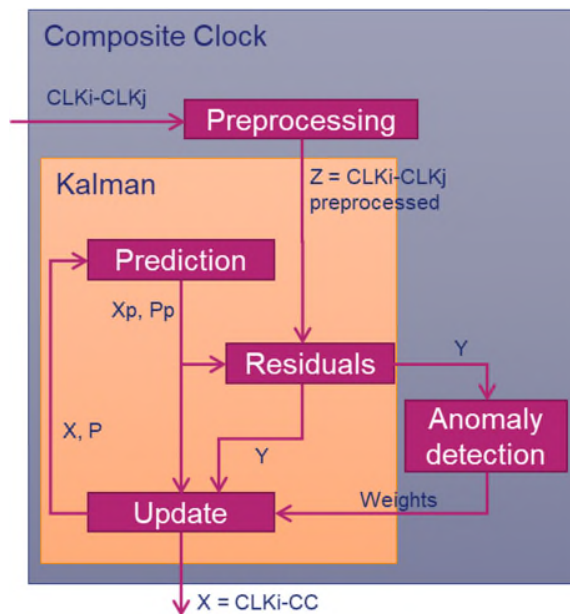 Composite Clock
CLKi-CLKj
Preprocessing
Kalman
Z = CLKi-CLKj
preprocessed
Prediction
Xp, Pp
Residuals
Y
X, P
Anomaly
detection
Y
Weights
Update
X = CLKi-CC